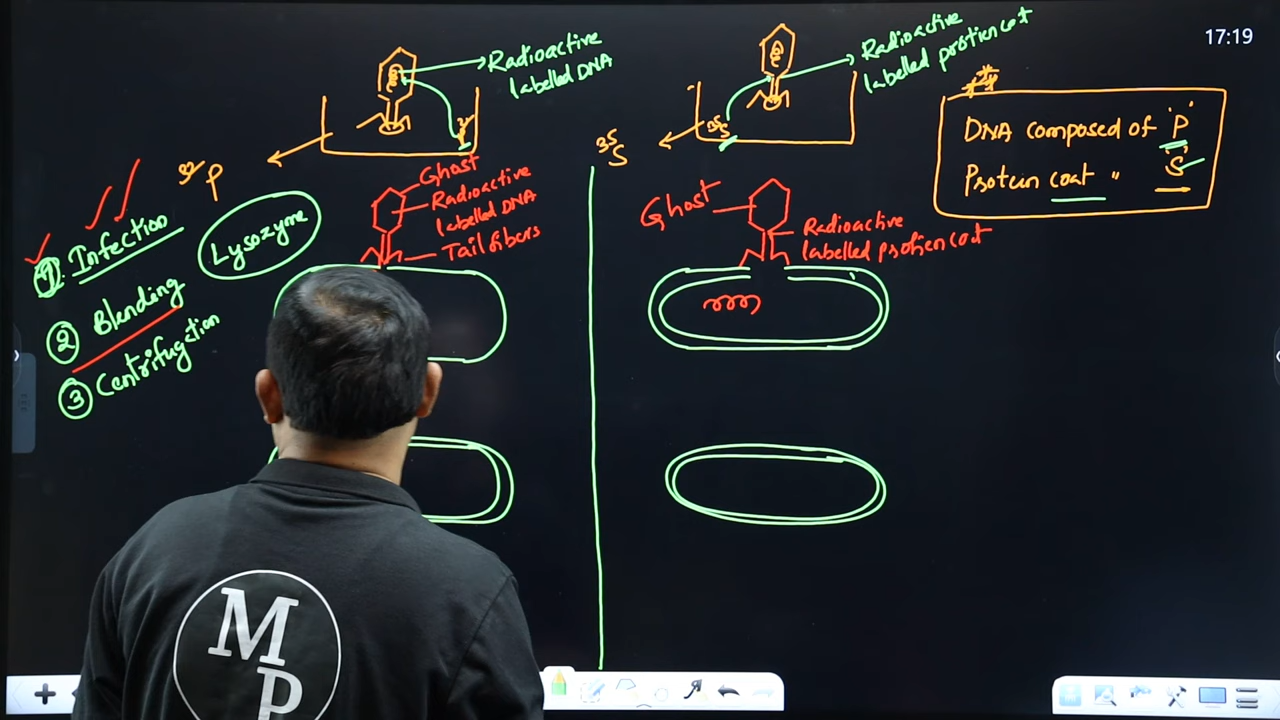 17:19
Radioactive
labelled DNA
32P
32P
Radioactive
labelled protien coat
35S
35S
DNA composed of 'P'
Protein coat " 'S'
① Infection
② Blending
③ Centrifugation
Lysozyme
Ghost
Radioactive
labelled DNA
Tail fibers
Ghost
Radioactive
labelled protien coat
M
P